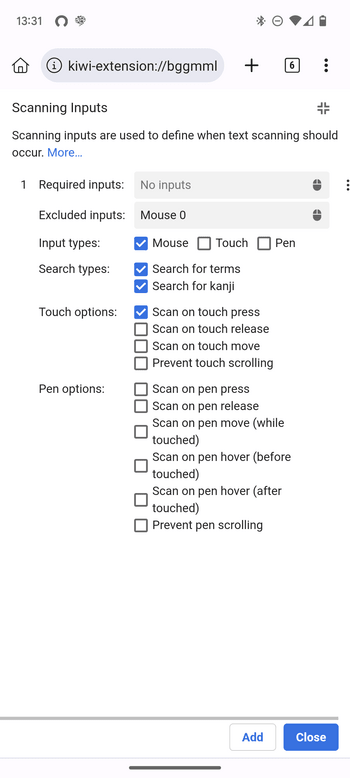 13:31
kiwi-extension://bggmml
6
Scanning Inputs
Scanning inputs are used to define when text scanning should
occur. More…
1 Required inputs: No inputs
Excluded inputs: Mouse 0
Input types: Mouse Touch Pen
Search types: Search for terms
Search for kanji
Touch options: Scan on touch press
Scan on touch release
Scan on touch move
Prevent touch scrolling
Pen options: Scan on pen press
Scan on pen release
Scan on pen move (while
touched)
Scan on pen hover (before
touched)
Scan on pen hover (after
touched)
Prevent pen scrolling
Add Close